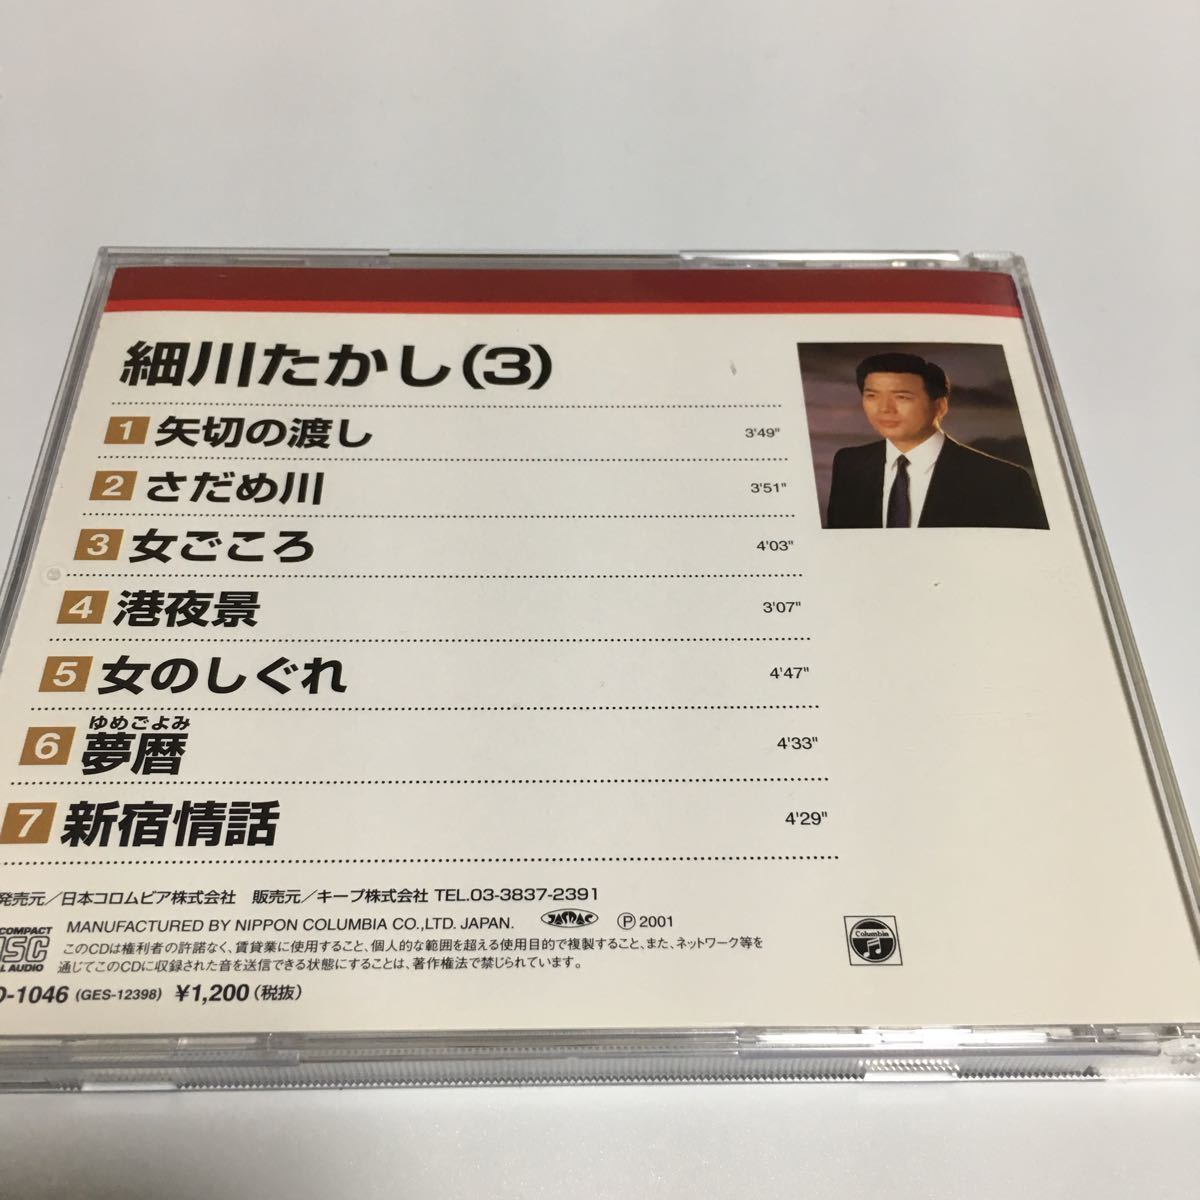 細川たかし(3)
1 矢切の渡し 3'49"
2 さだめ川 3'51"
3 女ごころ 4'03"
4 港夜景 3'07"
5 女のしぐれ 4'47"
ゆめごよみ
6 夢暦 4'33"
7 新宿情話 4'29"
発売元/日本コロムビア株式会社 販売元/キープ株式会社 TEL.03-3837-2391
MANUFACTURED BY NIPPON COLUMBIA CO.,LTD. JAPAN. JASRAC Ⓟ2001
COMPACT
DISC
AUDIO
このCDは権利者の許諾なく、賃貸業に使用すること、個人的な範囲を超える使用目的で複製すること、また、ネットワーク等を
通じてこのCDに収録された音を送信できる状態にすることは、著作権法で禁じられています。
-1046 (GES-12398) ¥1,200(税抜)
Columbia